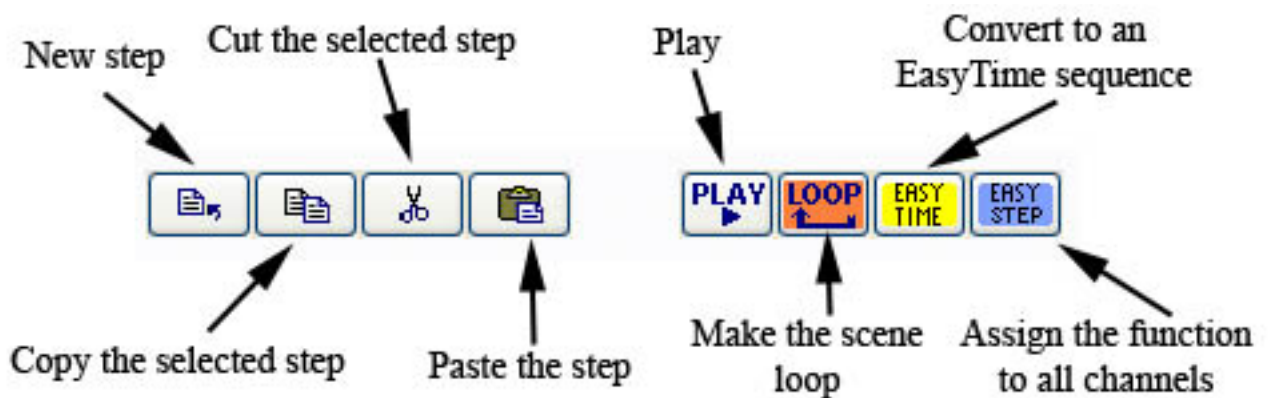 New step
Cut the selected step
Play
Convert to an
EasyTime sequence
PLAY
LOOP
EASY
TIME
EASY
STEP
Copy the selected step
Paste the step
Make the scene
loop
Assign the function
to all channels